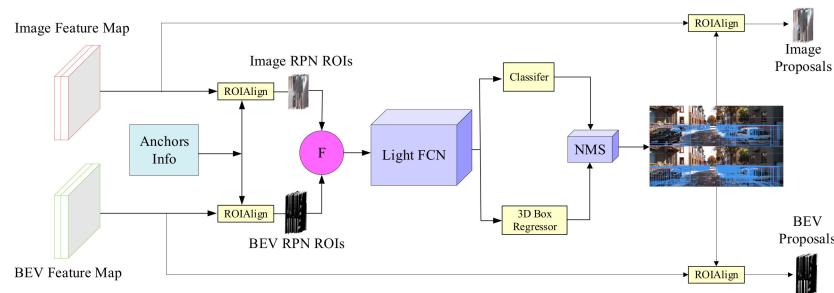 Image Feature Map
ROIAlign
Image
Proposals
Image RPN ROIs
ROIAlign
Classifer
Anchors
Info
F
Light FCN
NMS
ROIAlign
BEV RPN ROIs
3D Box
Regressor
BEV
Proposals
BEV Feature Map
ROIAlign